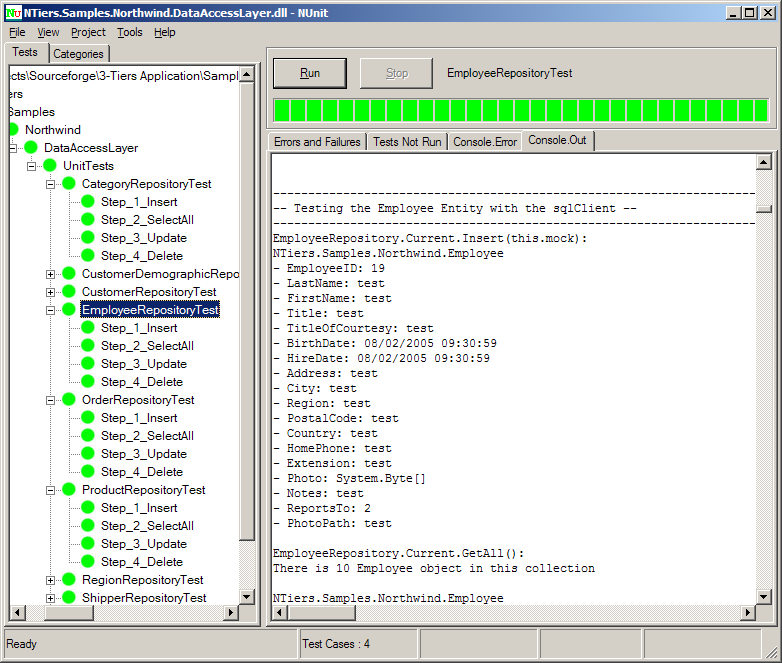 NTiers.Samples.Northwind.DataAccessLayer.dll - NUnit
File View Project Tools Help
Tests Categories
ects\Sourceforge\3-Tiers Application\Sampl
ers
Samples
Northwind
DataAccessLayer
UnitTests
CategoryRepositoryTest
Step_1_Insert
Step_2_SelectAll
Step_3_Update
Step_4_Delete
CustomerDemographicRepo
CustomerRepositoryTest
EmployeeRepositoryTest
Step_1_Insert
Step_2_SelectAll
Step_3_Update
Step_4_Delete
OrderRepositoryTest
Step_1_Insert
Step_2_SelectAll
Step_3_Update
Step_4_Delete
ProductRepositoryTest
Step_1_Insert
Step_2_SelectAll
Step_3_Update
Step_4_Delete
RegionRepositoryTest
ShipperRepositoryTest
Run Stop EmployeeRepositoryTest
Errors and Failures Tests Not Run Console.Error Console.Out
-----------------------------------------------------------------
-- Testing the Employee Entity with the sqlClient --
-----------------------------------------------------------------
EmployeeRepository.Current.Insert(this.mock):
NTiers.Samples.Northwind.Employee
- EmployeeID: 19
- LastName: test
- FirstName: test
- Title: test
- TitleOfCourtesy: test
- BirthDate: 08/02/2005 09:30:59
- HireDate: 08/02/2005 09:30:59
- Address: test
- City: test
- Region: test
- PostalCode: test
- Country: test
- HomePhone: test
- Extension: test
- Photo: System.Byte[]
- Notes: test
- ReportsTo: 2
- PhotoPath: test
EmployeeRepository.Current.GetAll():
There is 10 Employee object in this collection
NTiers.Samples.Northwind.Employee
Ready Test Cases : 4